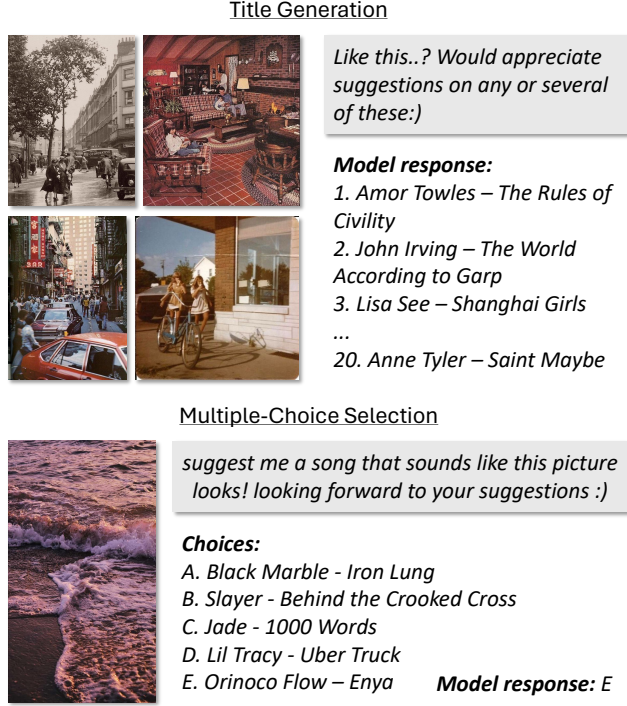 Title Generation
Like this..? Would appreciate
suggestions on any or several
of these:)
Model response:
1. Amor Towles – The Rules of
Civility
2. John Irving – The World
According to Garp
3. Lisa See – Shanghai Girls
...
20. Anne Tyler – Saint Maybe
BAR
Multiple-Choice Selection
suggest me a song that sounds like this picture
looks! looking forward to your suggestions :)
Choices:
A. Black Marble - Iron Lung
B. Slayer - Behind the Crooked Cross
C. Jade - 1000 Words
D. Lil Tracy - Uber Truck
E. Orinoco Flow – Enya
Model response: E